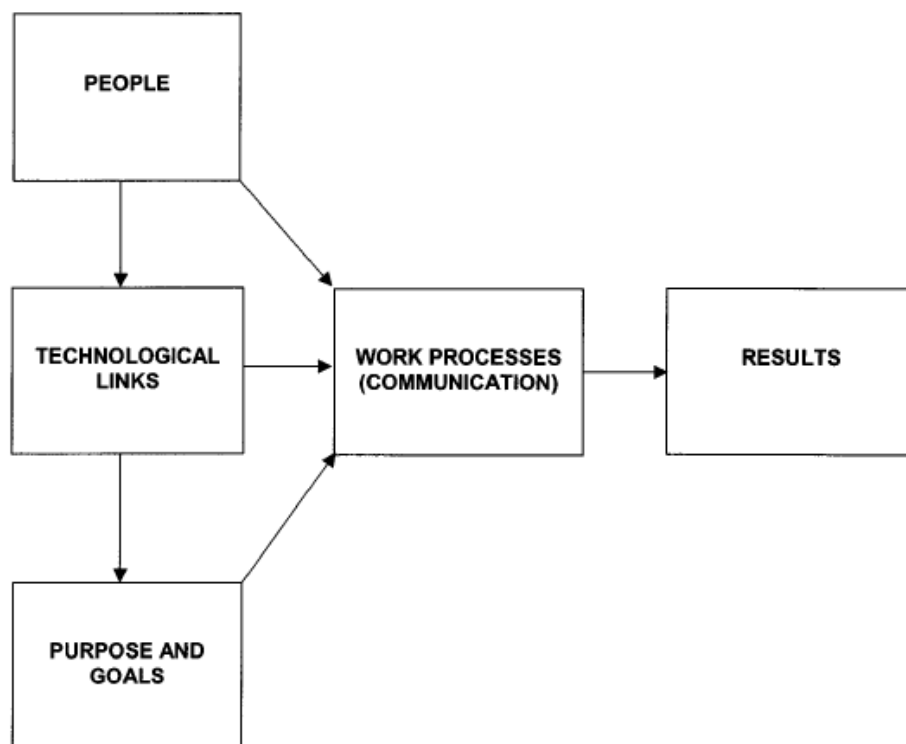 PEOPLE
TECHNOLOGICAL
LINKS
WORK PROCESSES
(COMMUNICATION)
RESULTS
PURPOSE AND
GOALS